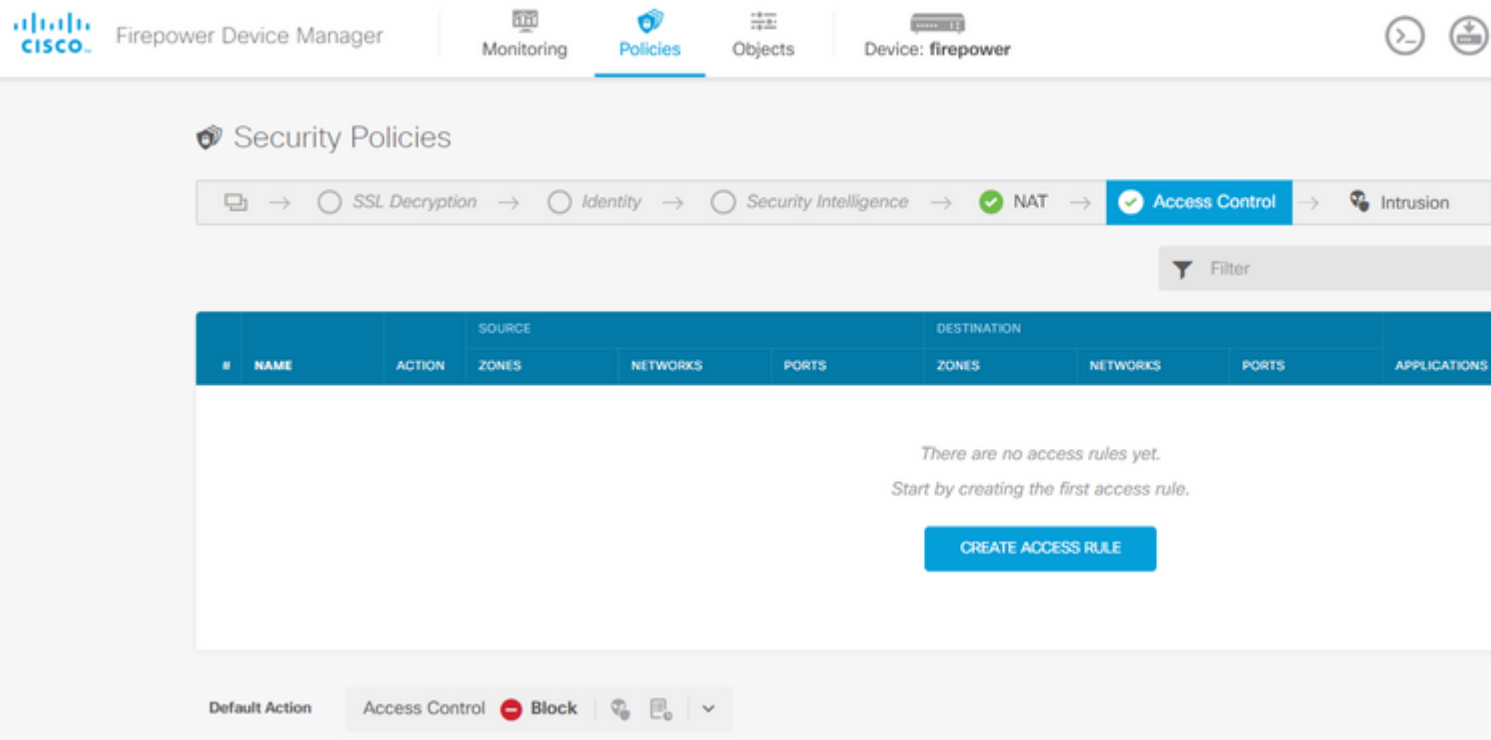 CISCO
Firepower Device Manager
Monitoring
Policies
Objects
Device: firepower
Security Policies
SSL Decryption
Identity
Security Intelligence
NAT
Access Control
Intrusion
Filter
SOURCE
DESTINATION
# NAME ACTION ZONES NETWORKS PORTS ZONES NETWORKS PORTS APPLICATIONS
There are no access rules yet.
Start by creating the first access rule.
CREATE ACCESS RULE
Default Action Access Control Block